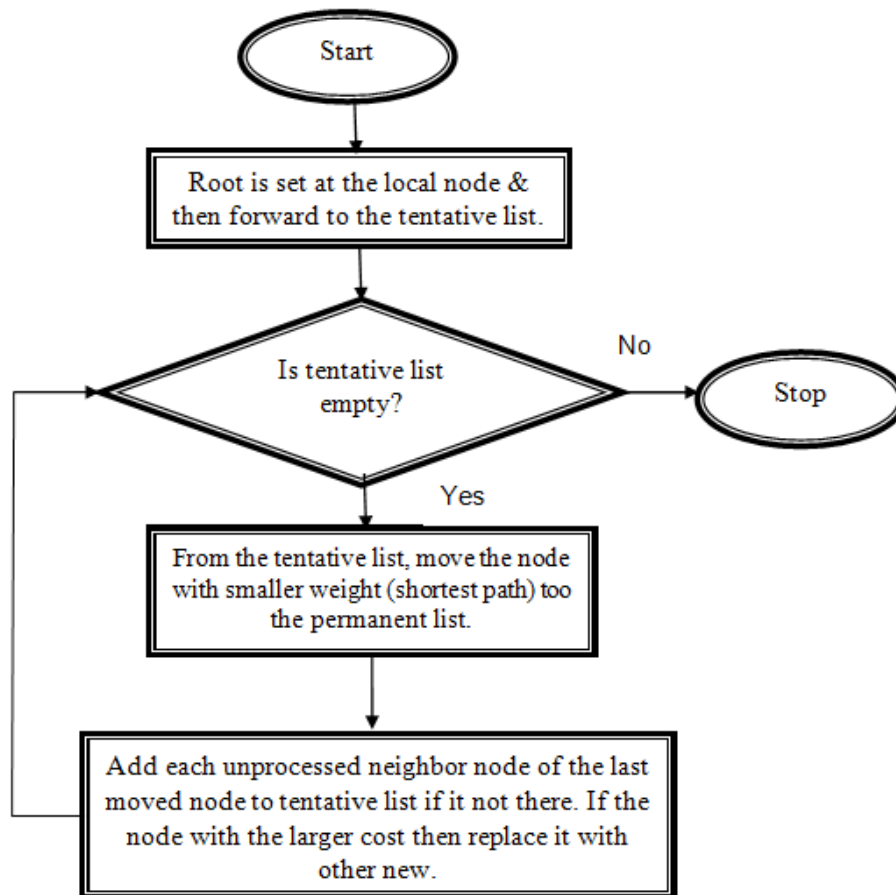 Start
Root is set at the local node &
then forward to the tentative list.
Is tentative list
empty?
No
Stop
Yes
From the tentative list, move the node
with smaller weight (shortest path) too
the permanent list.
Add each unprocessed neighbor node of the last
moved node to tentative list if it not there. If the
node with the larger cost then replace it with
other new.